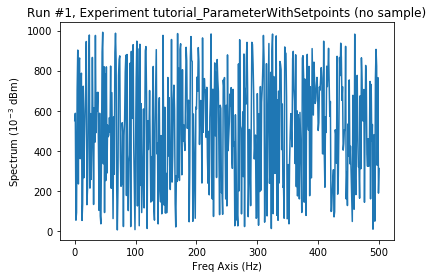 Run #1, Experiment tutorial_ParameterWithSetpoints (no sample)
1000
800
600
400
200
0
Spectrum (10⁻³ dBm)
0 100 200 300 400 500
Freq Axis (Hz)